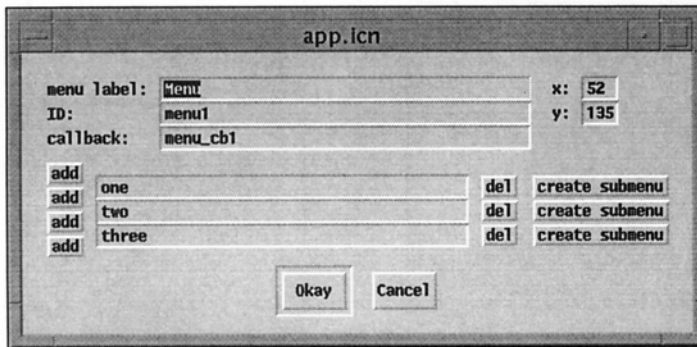 app.icn
menu label: Menu x: 52
ID: menu1 y: 135
callback: menu_cb1
add
one del create submenu
add
two del create submenu
add
three del create submenu
add
Okay Cancel